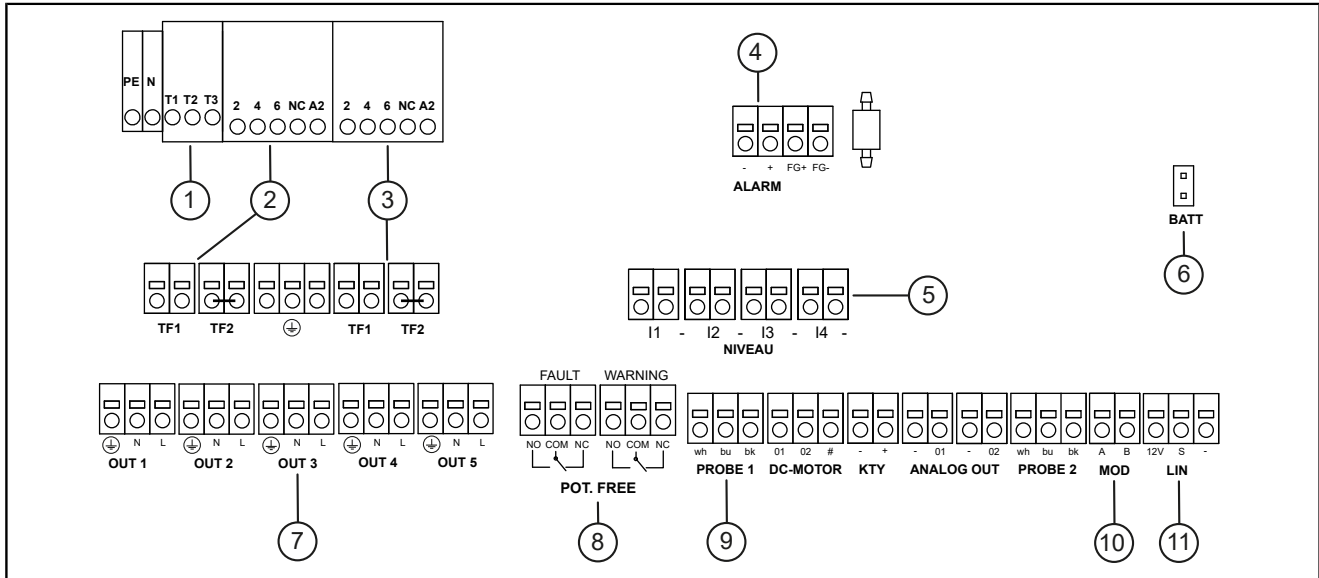 PE N
T1 T2 T3
2 4 6 NC A2
2 4 6 NC A2
1
2
3
4
- + FG+ FG-
ALARM
BATT
6
TF1 TF2 TF1 TF2
I1 - I2 - I3 - I4 -
NIVEAU
5
N L N L N L N L N L
OUT 1 OUT 2 OUT 3 OUT 4 OUT 5
7
FAULT WARNING
NO COM NC NO COM NC
POT. FREE
8
wh bu bk 01 02 # - + - 01 - 02 wh bu bk A B 12V S -
PROBE 1 DC-MOTOR KTY ANALOG OUT PROBE 2 MOD LIN
9
10
11